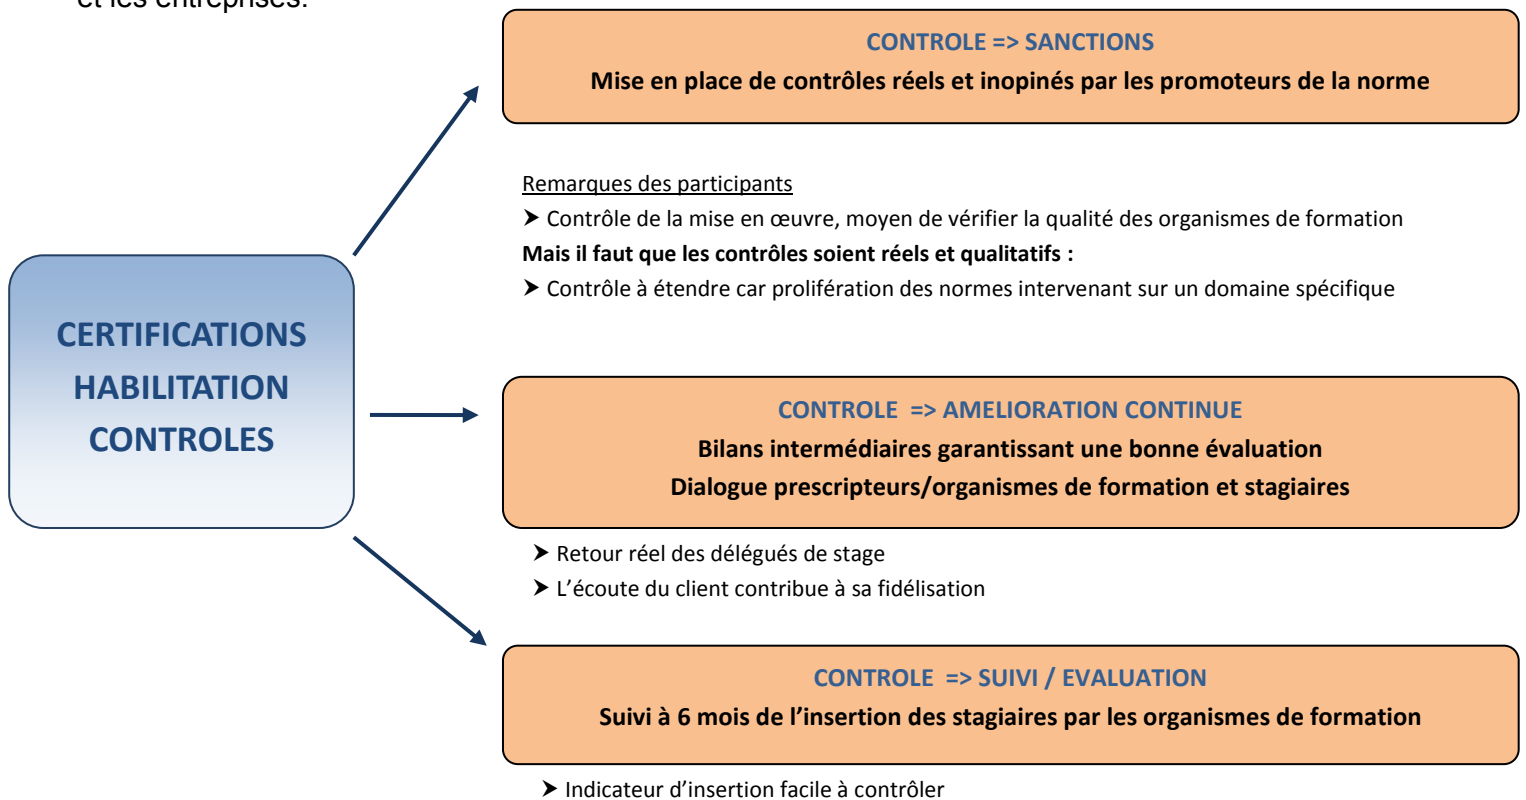 et les entreprises.
CONTROLE => SANCTIONS
Mise en place de contrôles réels et inopinés par les promoteurs de la norme
Remarques des participants
➤ Contrôle de la mise en œuvre, moyen de vérifier la qualité des organismes de formation
Mais il faut que les contrôles soient réels et qualitatifs :
➤ Contrôle à étendre car prolifération des normes intervenant sur un domaine spécifique
CERTIFICATIONS
HABILITATION
CONTROLES
CONTROLE => AMELIORATION CONTINUE
Bilans intermédiaires garantissant une bonne évaluation
Dialogue prescripteurs/organismes de formation et stagiaires
➤ Retour réel des délégués de stage
➤ L’écoute du client contribue à sa fidélisation
CONTROLE => SUIVI / EVALUATION
Suivi à 6 mois de l’insertion des stagiaires par les organismes de formation
➤ Indicateur d’insertion facile à contrôler